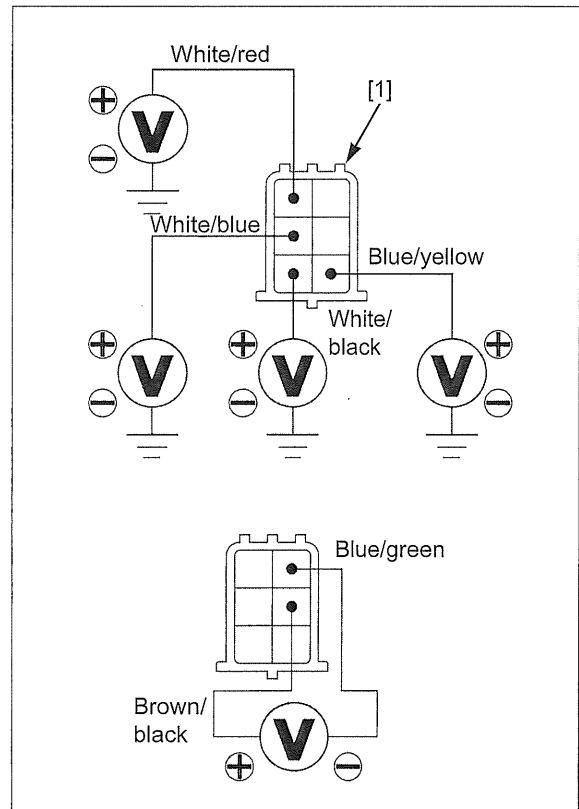 White/red
[1]
+
V
−
White/blue
Blue/yellow
White/
black
+
V
−
+
V
−
+
V
−
Blue/green
Brown/
black
+
V
−